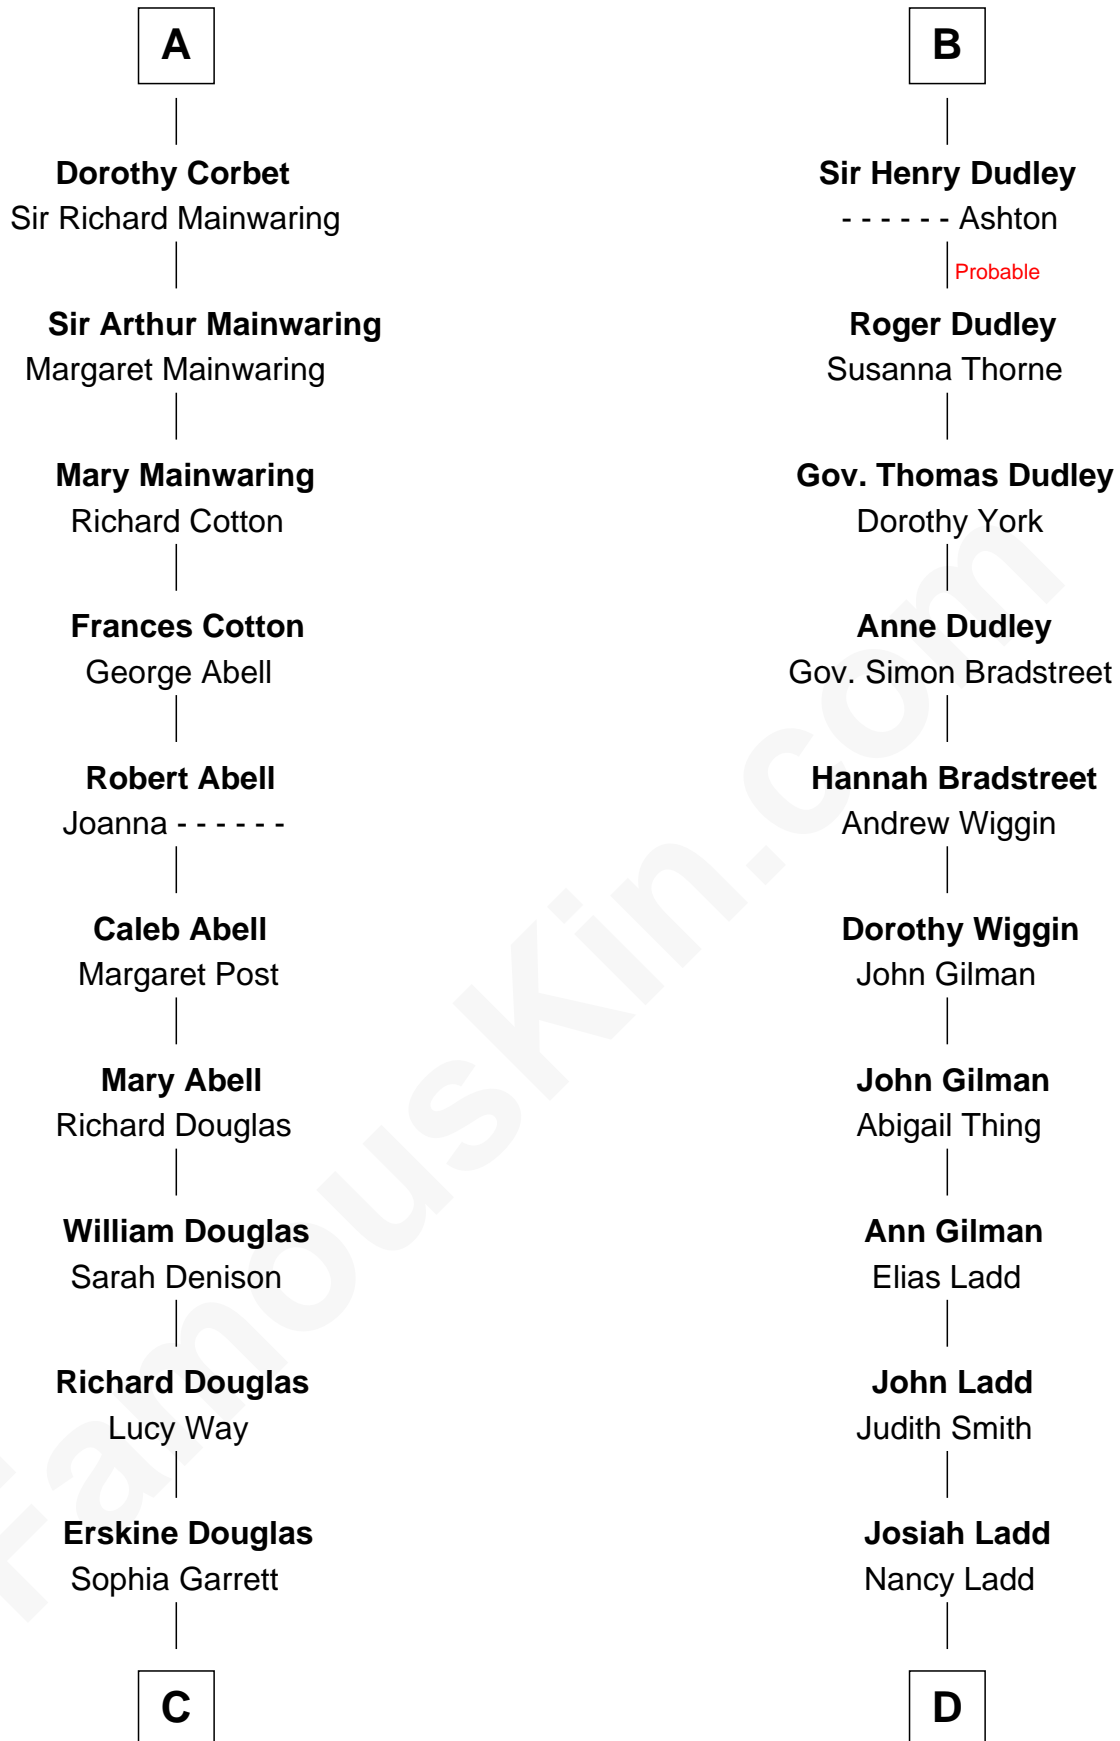 A
Dorothy Corbet
Sir Richard Mainwaring
Sir Arthur Mainwaring
Margaret Mainwaring
Mary Mainwaring
Richard Cotton
Frances Cotton
George Abell
Robert Abell
Joanna - - - - - -
Caleb Abell
Margaret Post
Mary Abell
Richard Douglas
William Douglas
Sarah Denison
Richard Douglas
Lucy Way
Erskine Douglas
Sophia Garrett
C
B
Sir Henry Dudley
- - - - - - Ashton
Probable
Roger Dudley
Susanna Thorne
Gov. Thomas Dudley
Dorothy York
Anne Dudley
Gov. Simon Bradstreet
Hannah Bradstreet
Andrew Wiggin
Dorothy Wiggin
John Gilman
John Gilman
Abigail Thing
Ann Gilman
Elias Ladd
John Ladd
Judith Smith
Josiah Ladd
Nancy Ladd
D
FamousKin.com